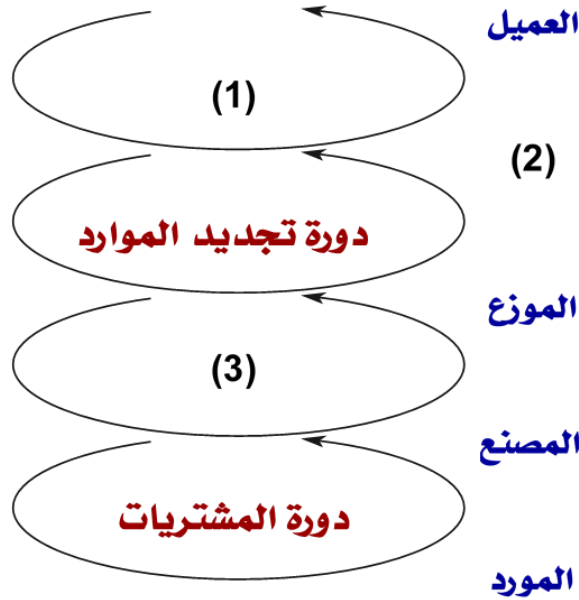 العميل
(1)
(2)
دورة تجديد الموارد
الموزع
(3)
المصنع
دورة المشتريات
المورد